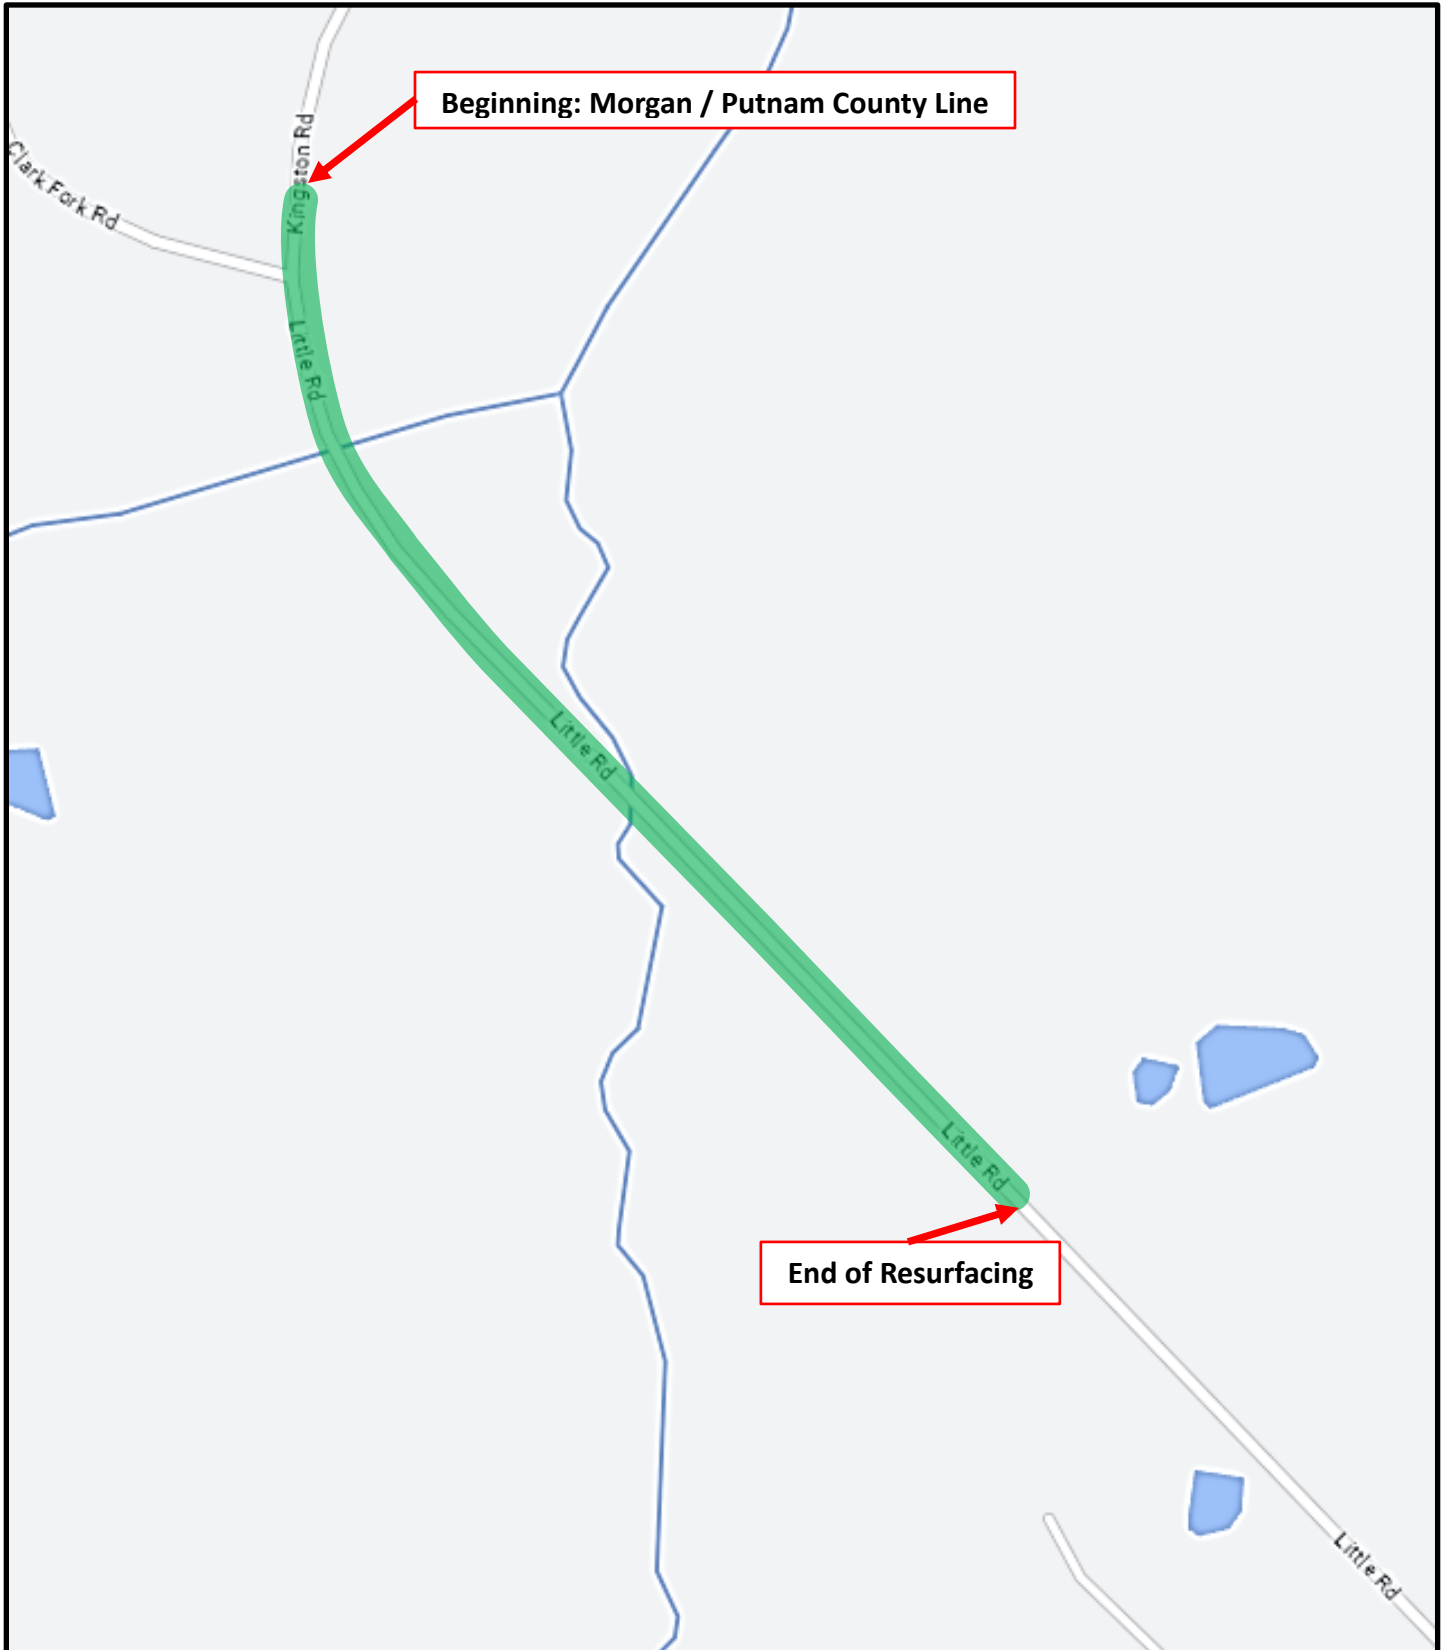 Beginning: Morgan / Putnam County Line
Kingston Rd
Clark Fork Rd
Little Rd
Little Rd
Little Rd
End of Resurfacing
Little Rd